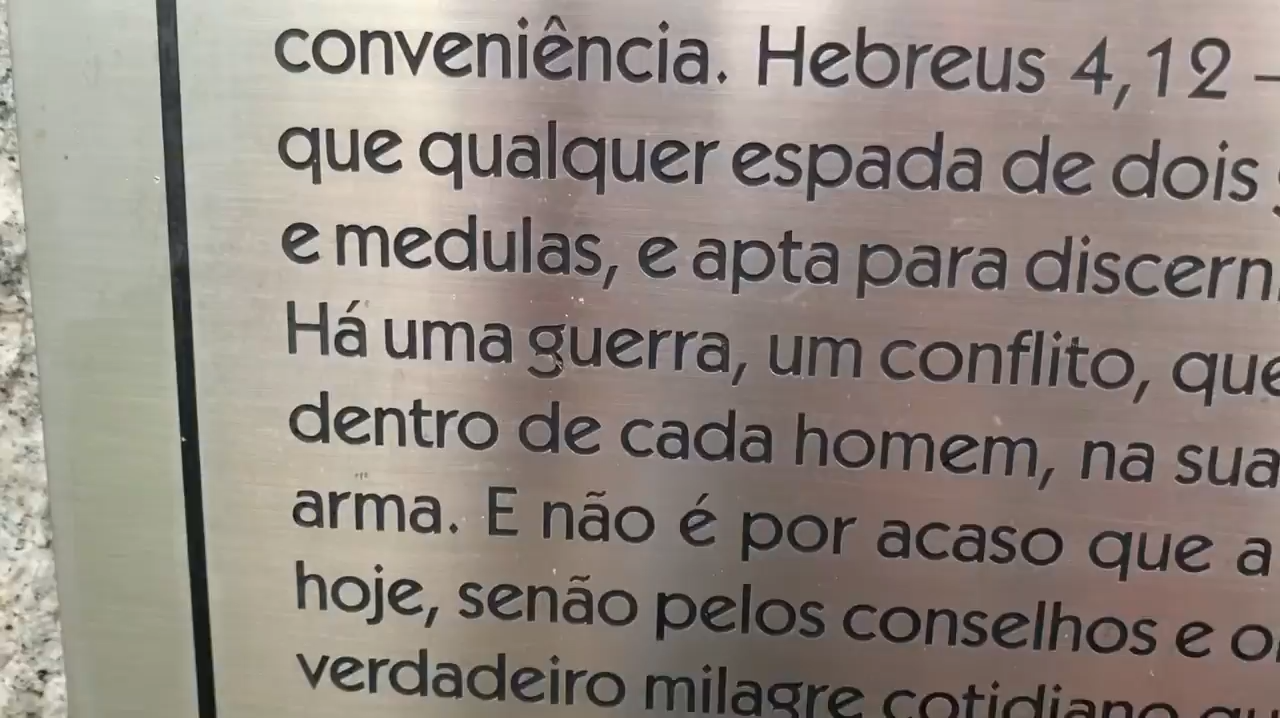 conveniência. Hebreus 4,12 –
que qualquer espada de dois
e medulas, e apta para discern
Há uma guerra, um conflito, que
dentro de cada homem, na sua
arma. E não é por acaso que a
hoje, senão pelos conselhos e
verdadeiro milagre cotidiano